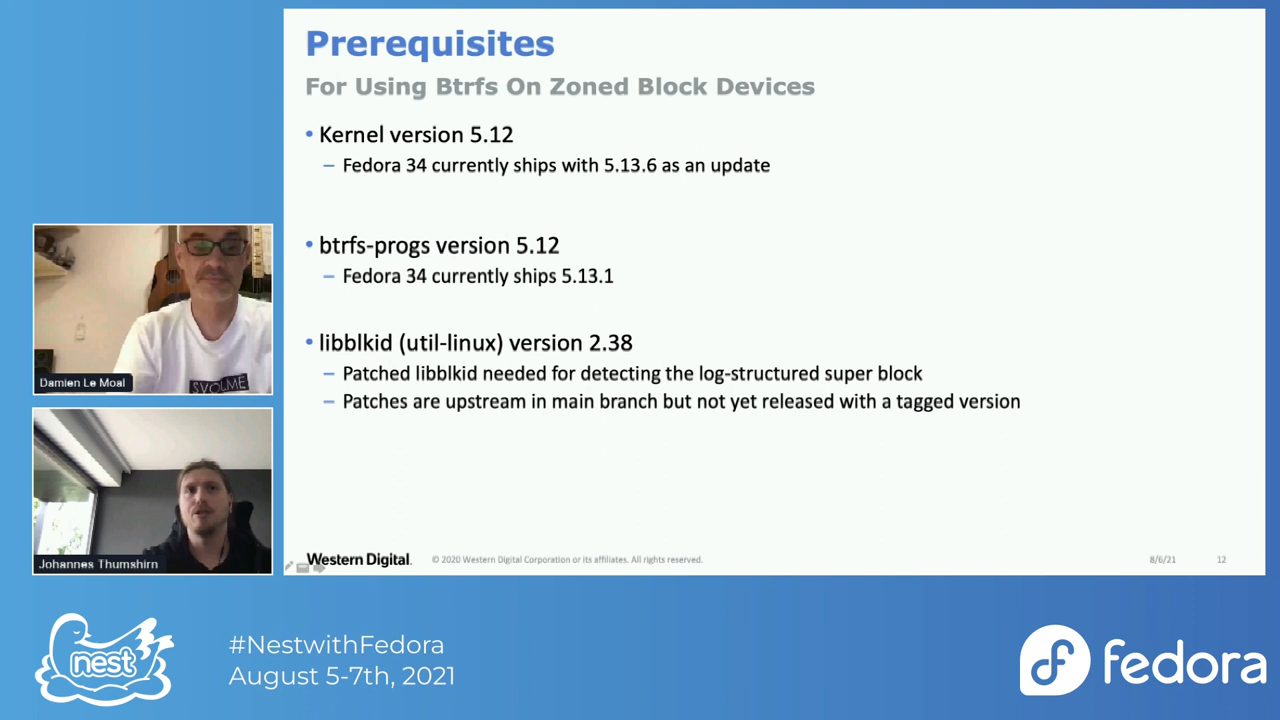 Prerequisites
For Using Btrfs On Zoned Block Devices
• Kernel version 5.12
– Fedora 34 currently ships with 5.13.6 as an update
• btrfs-progs version 5.12
– Fedora 34 currently ships 5.13.1
• libblkid (util-linux) version 2.38
– Patched libblkid needed for detecting the log-structured super block
– Patches are upstream in main branch but not yet released with a tagged version
Western Digital.
© 2020 Western Digital Corporation or its affiliates. All rights reserved.
8/6/21
12
SVOLME
Damien Le Moal
Johannes Thumshirn
nest
#NestwithFedora
August 5-7th, 2021
fedora